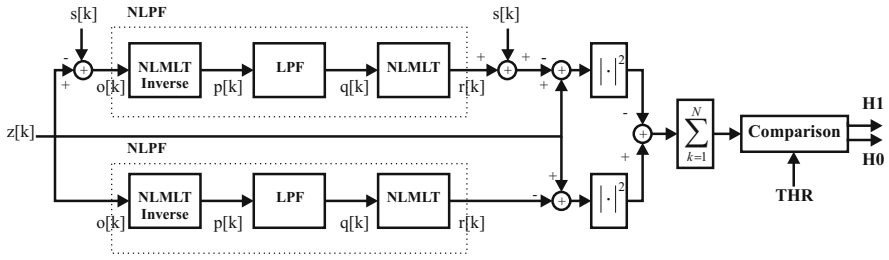 s[k]
NLPF
s[k]
- + + + + + - +
NLMLT Inverse
LPF
NLMLT
| · |²
o[k] p[k] q[k] r[k]
z[k]
NLPF
- + +
N
∑
k=1
Comparison
H1
H0
THR
NLMLT Inverse
LPF
NLMLT
+ - +
| · |²
o[k] p[k] q[k] r[k]